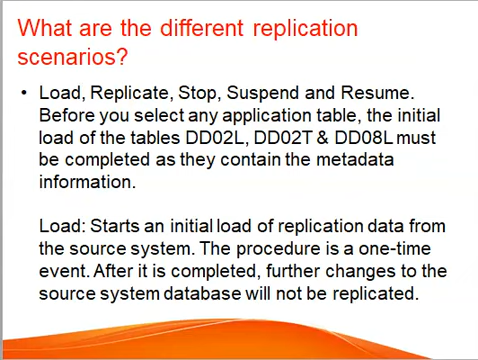 What are the different replication
scenarios?
• Load, Replicate, Stop, Suspend and Resume.
Before you select any application table, the initial
load of the tables DD02L, DD02T & DD08L must
be completed as they contain the metadata
information.
Load: Starts an initial load of replication data from
the source system. The procedure is a one-time
event. After it is completed, further changes to the
source system database will not be replicated.